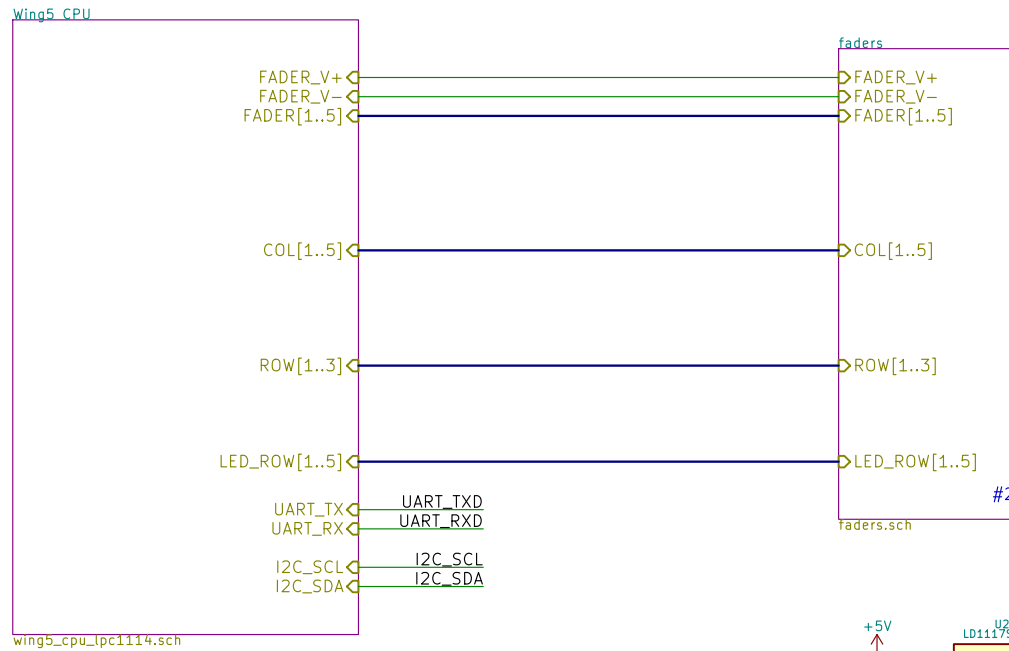 Wing5 CPU
FADER_V+
FADER_V-
FADER[1..5]
COL[1..5]
ROW[1..3]
LED_ROW[1..5]
UART_TX
UART_RX
I2C_SCL
I2C_SDA
UART_TXD
UART_RXD
I2C_SCL
I2C_SDA
wing5_cpu_lpc1114.sch
faders
FADER_V+
FADER_V-
FADER[1..5]
COL[1..5]
ROW[1..3]
LED_ROW[1..5]
#2
faders.sch
+5V
U2